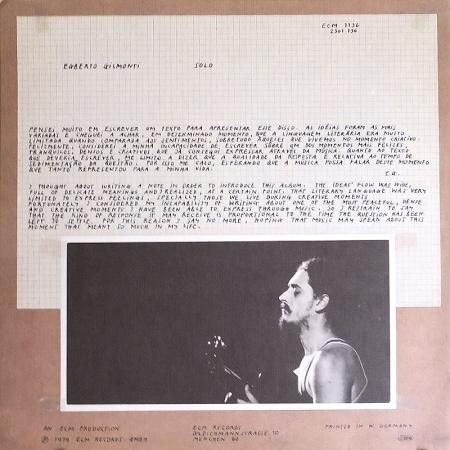 ECM 1136
2301 136
EGBERTO GISMONTI SOLO
PENSEI MUITO EM ESCREVER UM TEXTO PARA APRESENTAR ESSE DISCO. AS IDÉIAS FORAM AS MAIS
VARIADAS E CHEGUEI A ACHAR, EM DETERMINADO MOMENTO, QUE A LINGUAGEM LITERÁRIA ERA MUITO
LIMITADA QUANDO COMPARADA AOS SENTIMENTOS, SOBRETUDO AQUELES QUE VIVEMOS NO MOMENTO CRIATIVO.
FELIZMENTE, CONSIDEREI A MINHA INCAPACIDADE DE ESCREVER SOBRE UM DOS MOMENTOS MAIS FELIZES,
TRANQUILOS, DENSOS E CRIATIVOS QUE JÁ CONSEGUI EXPRESSAR ATRAVÉS DA MÚSICA. QUANTO AO TEXTO
QUE DEVERIA ESCREVER, ME LIMITO A DIZER QUE A QUALIDADE DA RESPOSTA É RELATIVA AO TEMPO DE
SEDIMENTAÇÃO DA QUESTÃO. POR ISSO ME CALO, ESPERANDO QUE A MÚSICA POSSA FALAR DESTE MOMENTO
QUE TANTO REPRESENTOU PARA A MINHA VIDA.
E.G.
I THOUGHT ABOUT WRITING A NOTE IN ORDER TO INTRODUCE THIS ALBUM. THE IDEAS' FLOW WAS WIDE,
FULL OF DELICATE MEANINGS AND I REALIZED, AT A CERTAIN POINT, THAT LITERARY LANGUAGE WAS VERY
LIMITED TO EXPRESS FEELINGS, SPECIALLY THOSE WE LIVE DURING CREATIVE MOMENTS.
FORTUNATELY I CONSIDERED MY INCAPABILITY OF WRITING ABOUT ONE OF THE MOST PEACEFUL, DENSE
AND CREATIVE MOMENTS I HAVE BEEN ABLE TO EXPRESS THROUGH MUSIC. SO I RESTRAIN TO SAY
THAT THE KIND OF RESPONSE IT MAY RECEIVE IS PROPORTIONAL TO THE TIME THE QUESTION HAS BEEN
LEFT TO SETTLE. FOR THIS REASON I SAY NO MORE, HOPING THAT MUSIC MAY SPEAK ABOUT THIS
MOMENT THAT MEANT SO MUCH IN MY LIFE.
AN ECM PRODUCTION
℗ 1979 ECM RECORDS GMBH
ECM RECORDS
GLEICHMANNSTRASSE 10
MÜNCHEN 60
PRINTED IN W. GERMANY